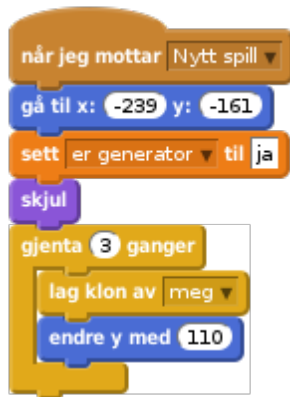 når jeg mottar Nytt spill
gå til x: -239 y: -161
sett er generator til ja
skjul
gjenta 3 ganger
lag klon av meg
endre y med 110